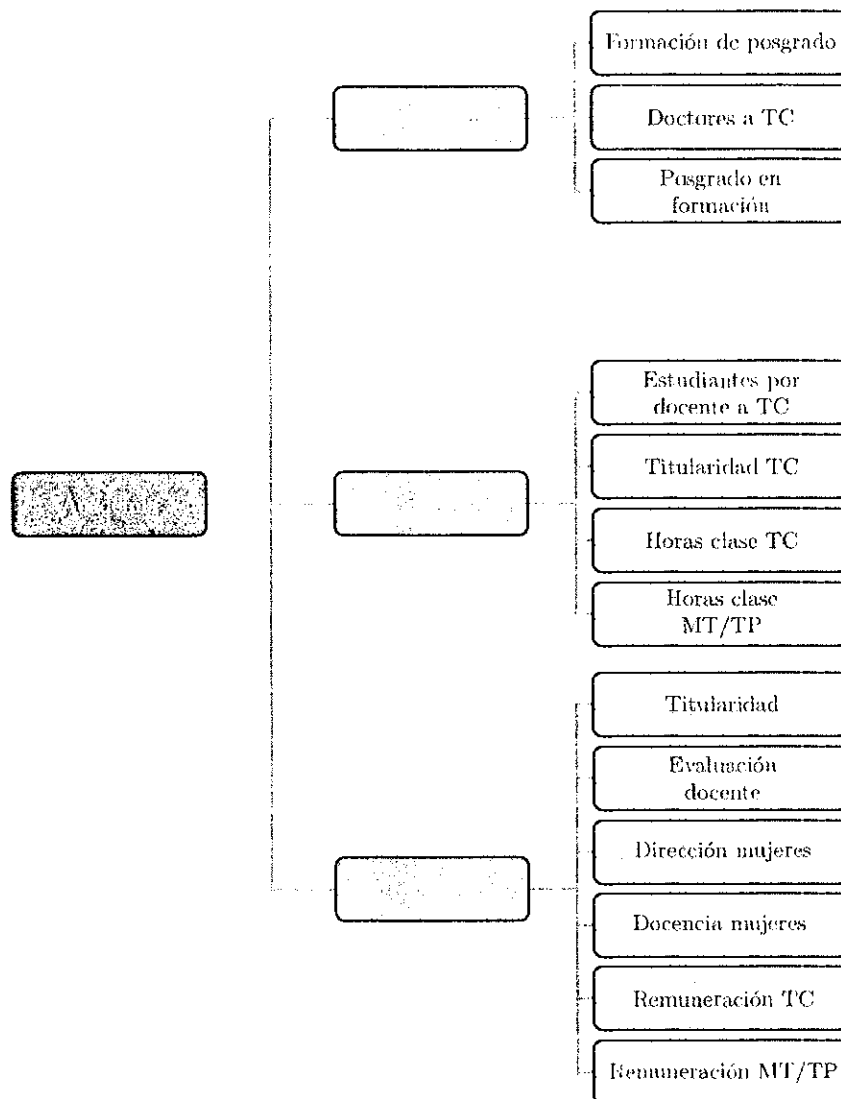 Formación de posgrado
Doctores a TC
Posgrado en
formación
Estudiantes por
docente a TC
Titularidad TC
Horas clase TC
Horas clase
MT/TP
Titularidad
Evaluación
docente
Dirección mujeres
Docencia mujeres
Remuneración TC
Remuneración MT/TP